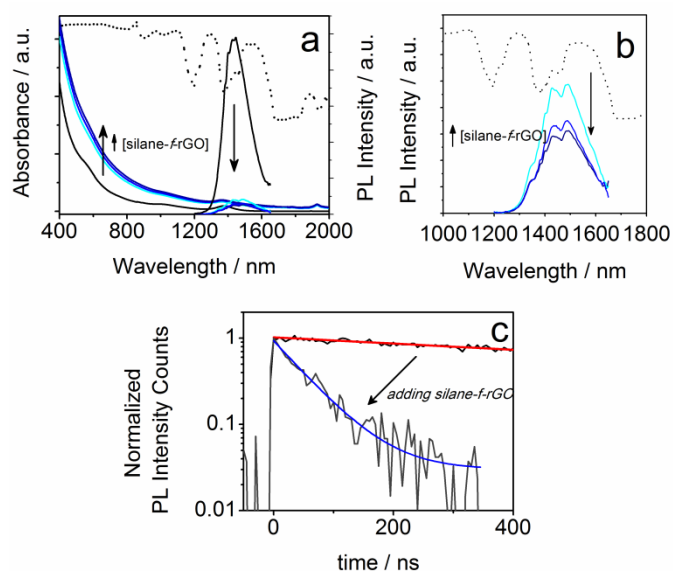 a
Absorbance / a.u.
[silane-f-rGO]
PL Intensity / a.u.
400 800 1200 1600 2000
Wavelength / nm
b
PL Intensity / a.u.
[silane-f-rGO]
1000 1200 1400 1600 1800
Wavelength / nm
c
Normalized
PL Intensity Counts
1
0.1
0.01
adding silane-f-rGO
0 200 400
time / ns